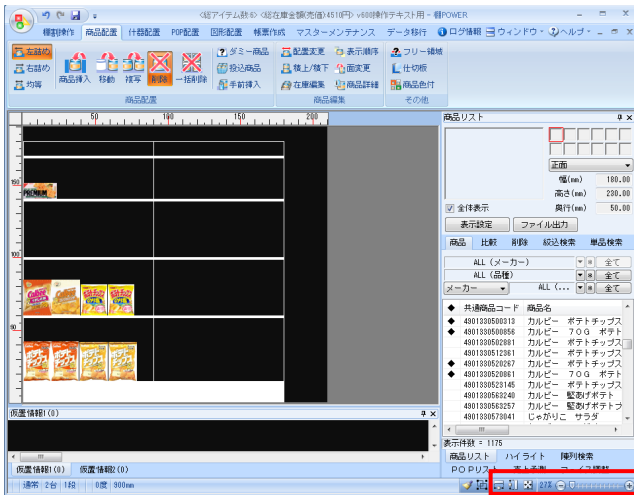 〈総アイテム数:6〉〈総在庫金額(売価)4510円〉v600操作テキスト用 - 棚POWER
棚割操作 商品配置 什器配置 POP配置 図形配置 帳票作成 マスターメンテナンス データ移行 ログ情報 ウィンドウ ヘルプ
左詰め
右詰め
均等
商品挿入 移動 複写 削除 一括削除
ダミー商品
投込商品
手前挿入
配置変更 表示順序
積上/積下 面変更
在庫編集 商品詳細
フリー領域
仕切板
商品色付
商品配置 商品編集 その他
50 100 150 200
150
100
50
PREMIUM
Calbee
ポテトチップス
商品リスト
正面
幅(mm) 180.00
高さ(mm) 230.00
奥行(mm) 50.00
全体表示
表示設定 ファイル出力
商品 比較 削除 絞込検索 単品検索
ALL (メーカー) * 全て
ALL (品種) * 全て
メーカー ALL (... * 全て
◆ 共通商品コード 商品名
◆ 4901330500313 カルビー ポテトチップス
◆ 4901330500856 カルビー 70G ポテト
4901330502881 カルビー ポテトチップス
4901330512361 カルビー ポテトチップス
◆ 4901330520267 カルビー ポテトチップス
◆ 4901330520861 カルビー 70G ポテト
4901330523145 カルビー ポテトチップス
4901330563240 カルビー 堅あげポテト
4901330563257 カルビー 堅あげポテトブ
4901330573041 じゃがりこ サラダ
表示件数 = 1175
商品リスト ハイライト 陳列検索
POPリスト
仮置情報1(0)
仮置情報1(0) 仮置情報2(0)
通常 2台 1段 0度 900mm
27%